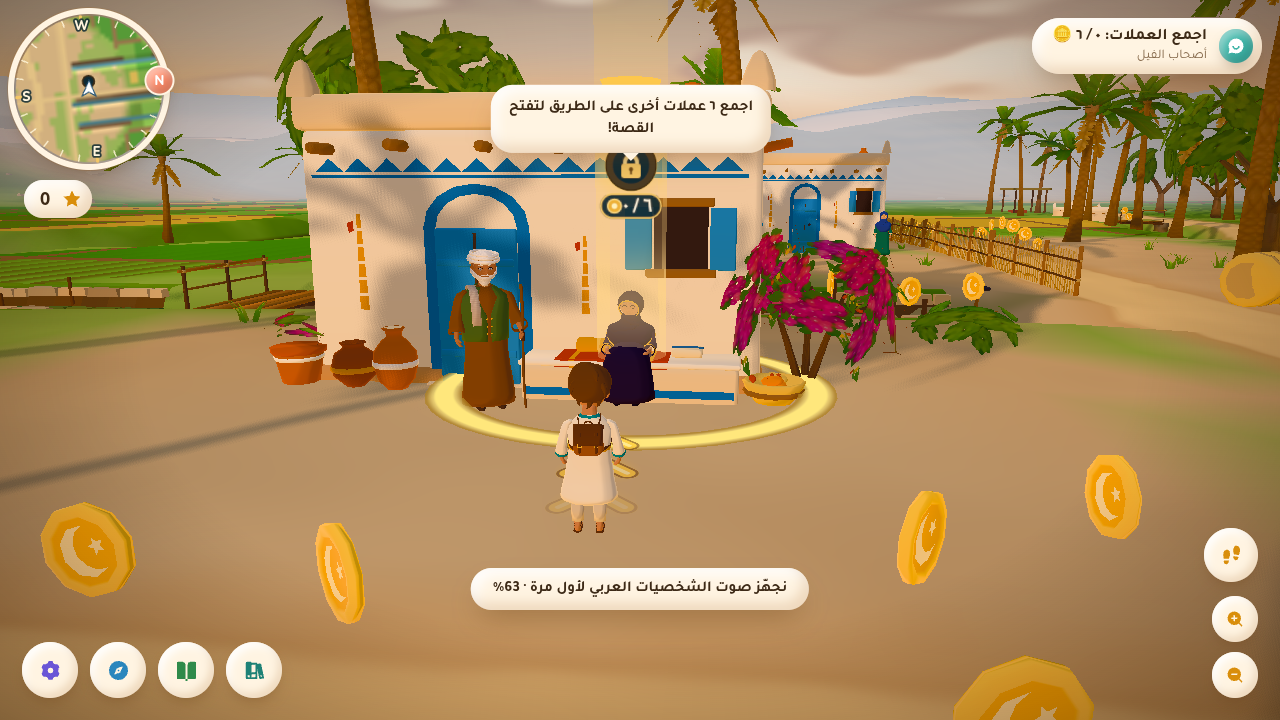 W
N
S
E
0
اجمع العملات: ٠ / ٦
أصحاب الفيل
اجمع ٦ عملات أخرى على الطريق لتفتح
القصة!
٠/٦
نجهّز صوت الشخصيات العربي لأول مرة · 63%